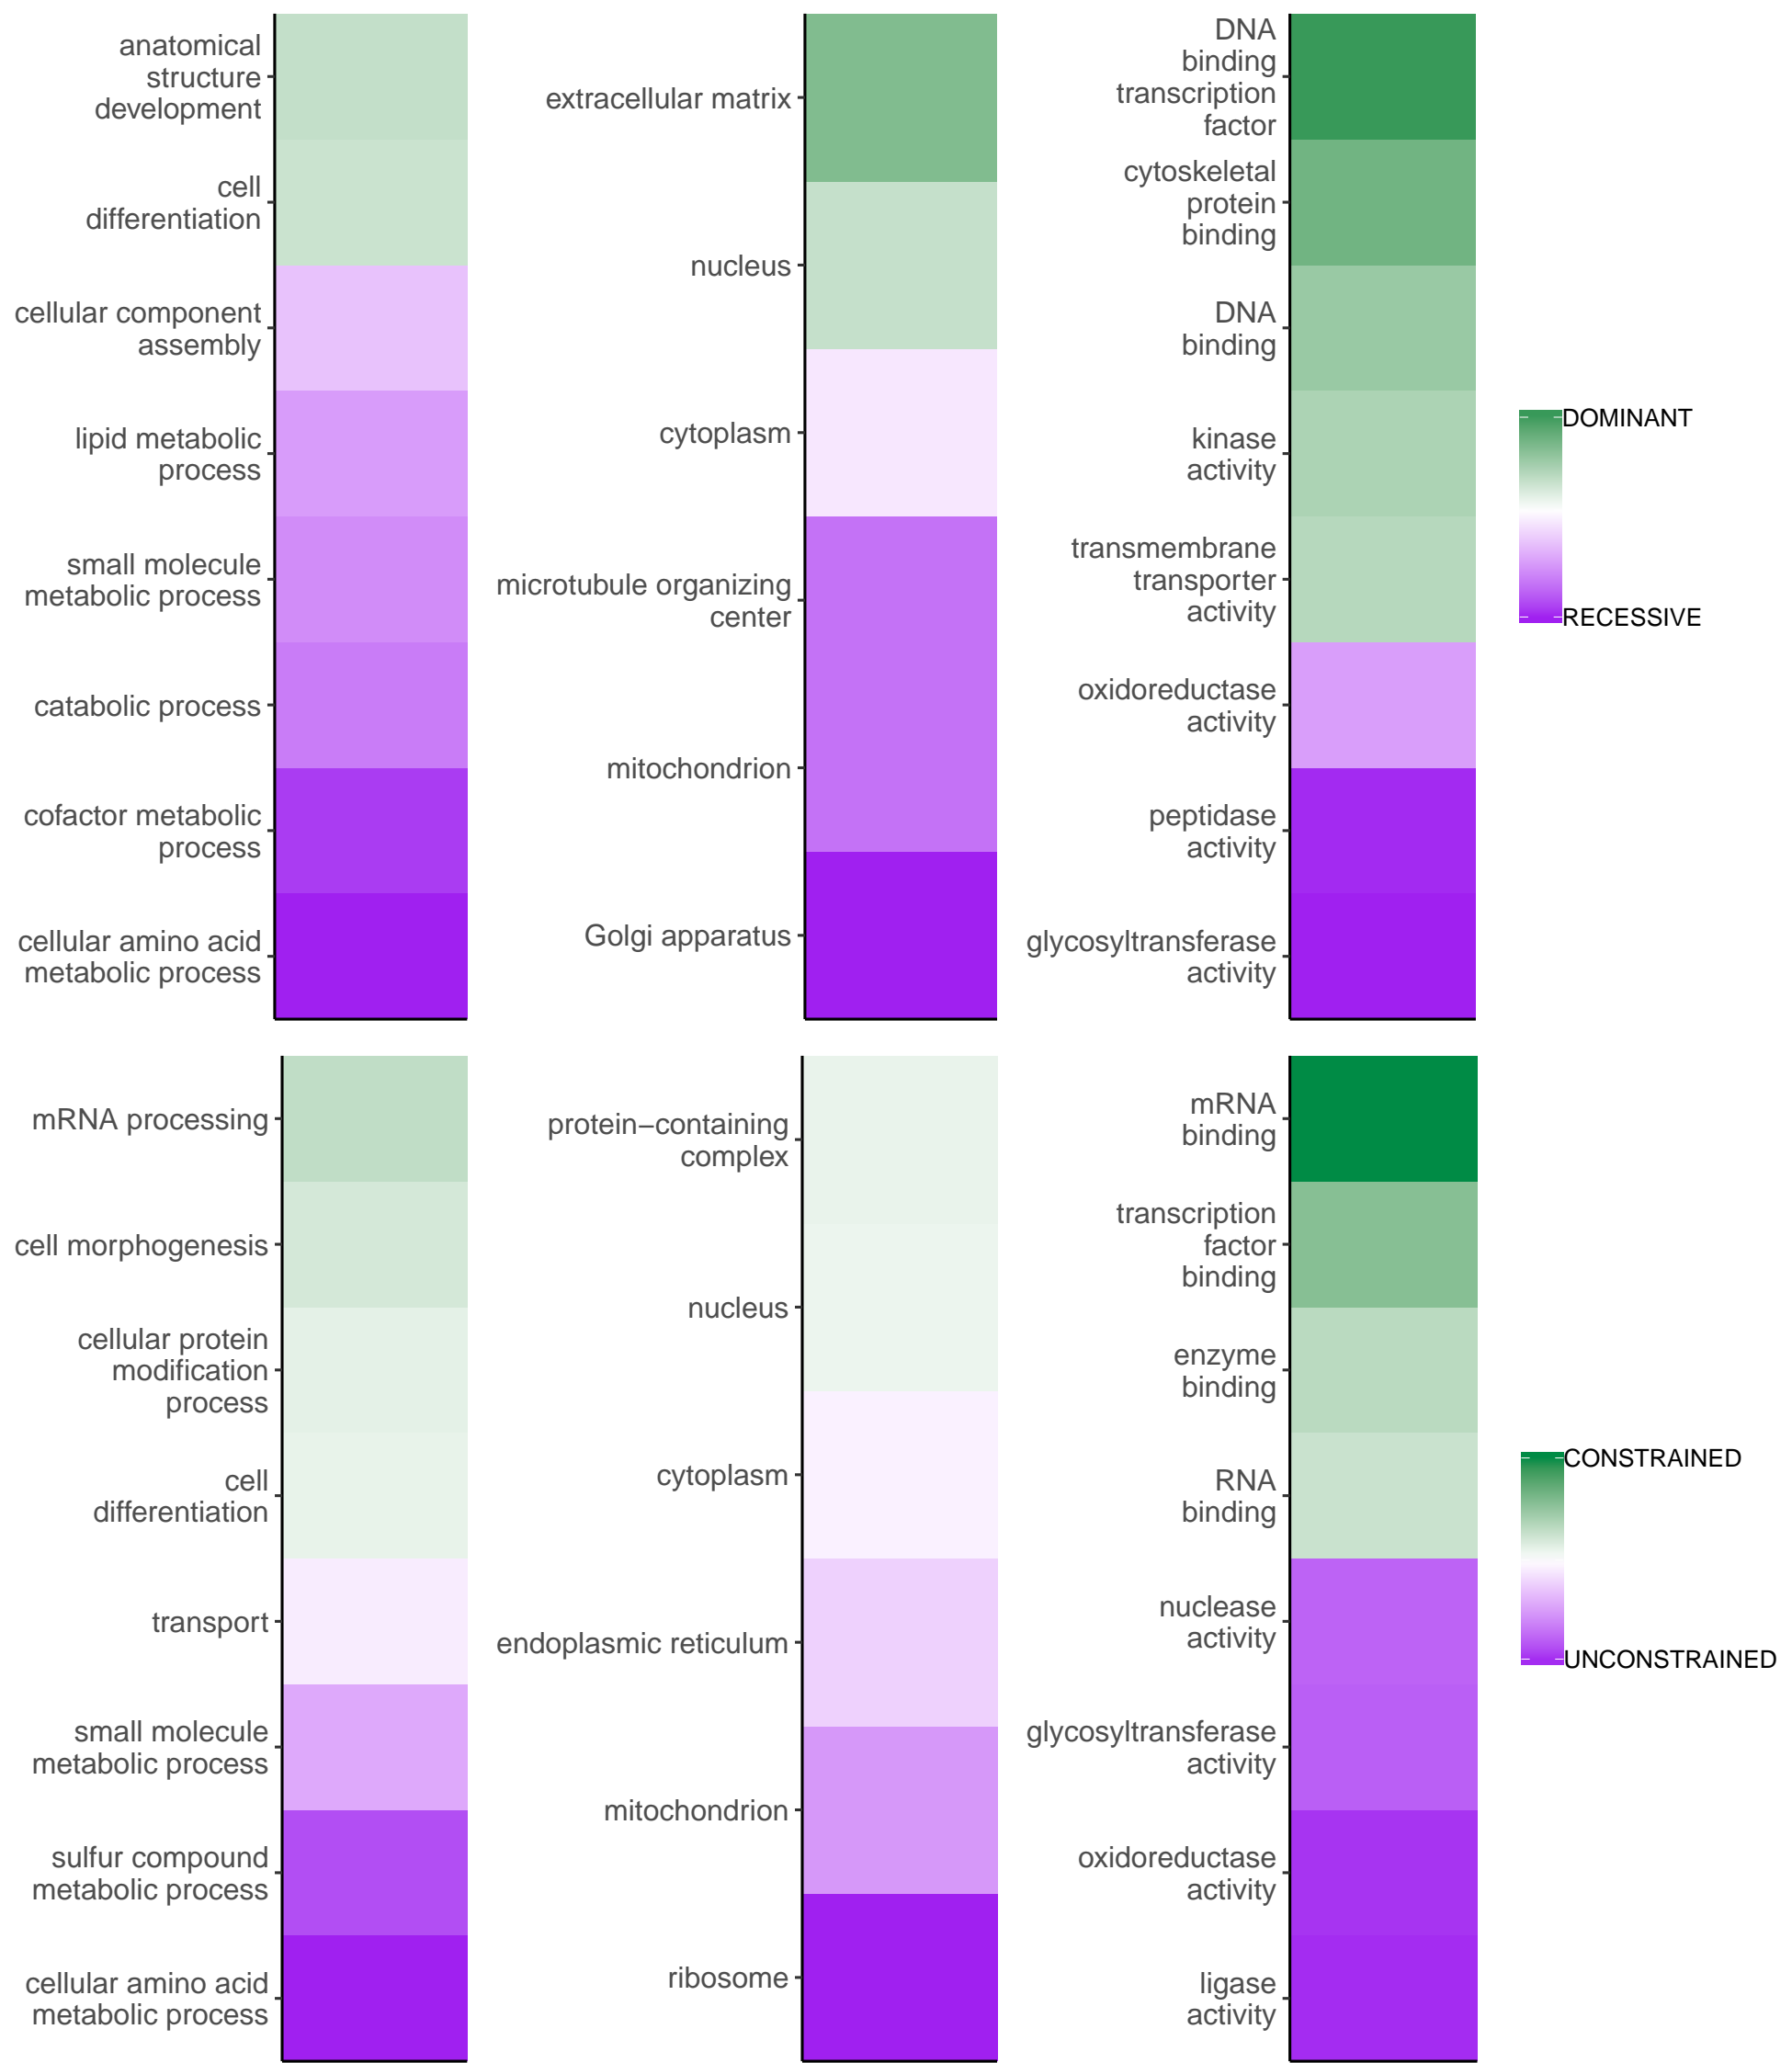 anatomical
structure
development
cell
differentiation
cellular component
assembly
lipid metabolic
process
small molecule
metabolic process
catabolic process
cofactor metabolic
process
cellular amino acid
metabolic process
extracellular matrix
nucleus
cytoplasm
microtubule organizing
center
mitochondrion
Golgi apparatus
DNA
binding
transcription
factor
cytoskeletal
protein
binding
DNA
binding
kinase
activity
transmembrane
transporter
activity
oxidoreductase
activity
peptidase
activity
glycosyltransferase
activity
DOMINANT
RECESSIVE
mRNA processing
cell morphogenesis
cellular protein
modification
process
cell
differentiation
transport
small molecule
metabolic process
sulfur compound
metabolic process
cellular amino acid
metabolic process
protein−containing
complex
nucleus
cytoplasm
endoplasmic reticulum
mitochondrion
ribosome
mRNA
binding
transcription
factor
binding
enzyme
binding
RNA
binding
nuclease
activity
glycosyltransferase
activity
oxidoreductase
activity
ligase
activity
CONSTRAINED
UNCONSTRAINED